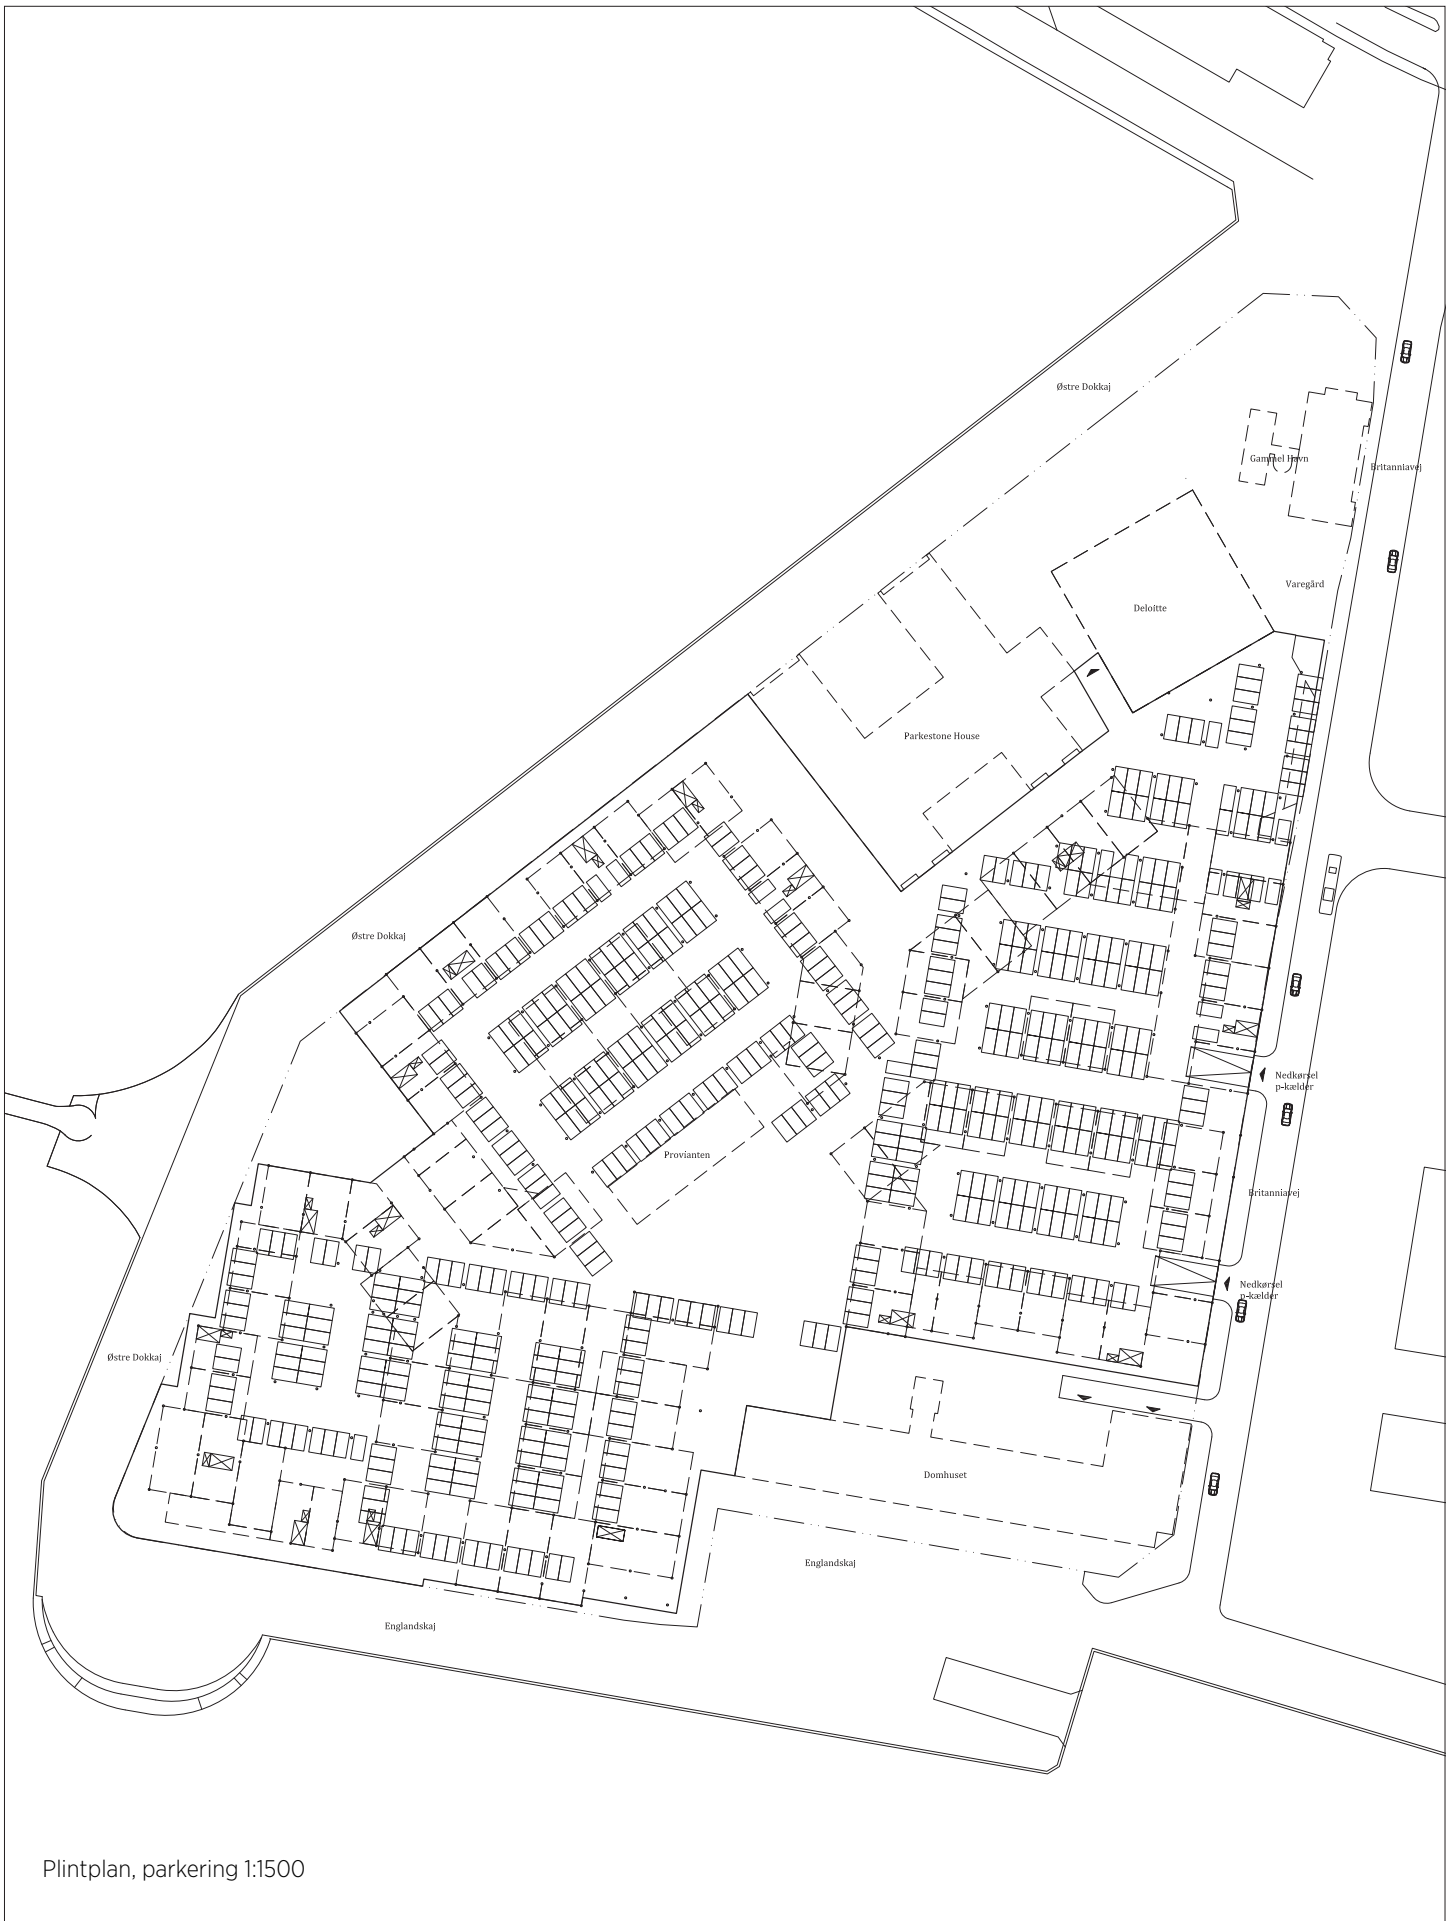 Østre Dokkaj
Gammel Havn
Britanniavej
Varegård
Deloitte
Parkestone House
Østre Dokkaj
Nedkørsel
p-kælder
Provianten
Britanniavej
Nedkørsel
p-kælder
Østre Dokkaj
Domhuset
Englandskaj
Englandskaj
Plintplan, parkering 1:1500